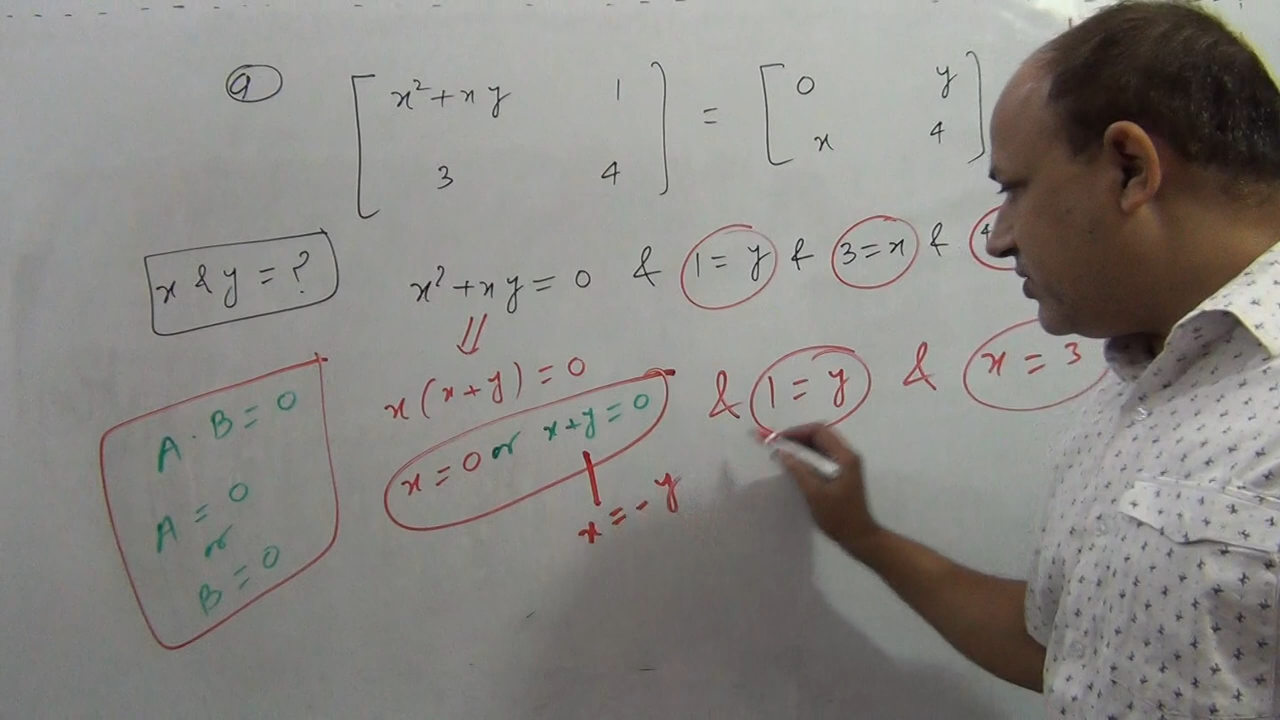 9
[ x² + xy 1 ] = [ 0 y ]
[ 3 4 ] [ x 4 ]
x & y = ?
x² + xy = 0 & 1 = y & 3 = x & 4
⇓
x(x+y) = 0
x = 0 or x+y = 0 & 1 = y & x = 3
x = - y
A · B = 0
A = 0
or
B = 0